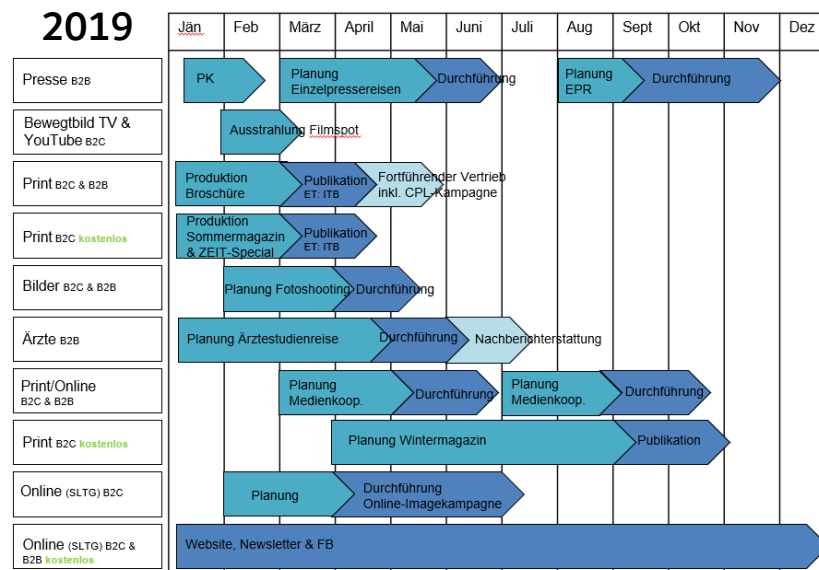 2019
Jän Feb März April Mai Juni Juli Aug Sept Okt Nov Dez
Presse B2B
PK
Planung
Einzelpressereisen
Durchführung
Planung
EPR
Durchführung
Bewegtbild TV &
YouTube B2C
Ausstrahlung Filmspot
Print B2C & B2B
Produktion
Broschüre
Publikation
ET: ITB
Fortführender Vertrieb
inkl. CPL-Kampagne
Print B2C kostenlos
Produktion
Sommermagazin
& ZEIT-Special
Publikation
ET: ITB
Bilder B2C & B2B
Planung Fotoshooting
Durchführung
Ärzte B2B
Planung Ärztestudienreise
Durchführung
Nachberichterstattung
Print/Online
B2C & B2B
Planung
Medienkoop.
Durchführung
Planung
Medienkoop.
Durchführung
Print B2C kostenlos
Planung Wintermagazin
Publikation
Online (SLTG) B2C
Planung
Durchführung
Online-Imagekampagne
Online (SLTG) B2C &
B2B kostenlos
Website, Newsletter & FB